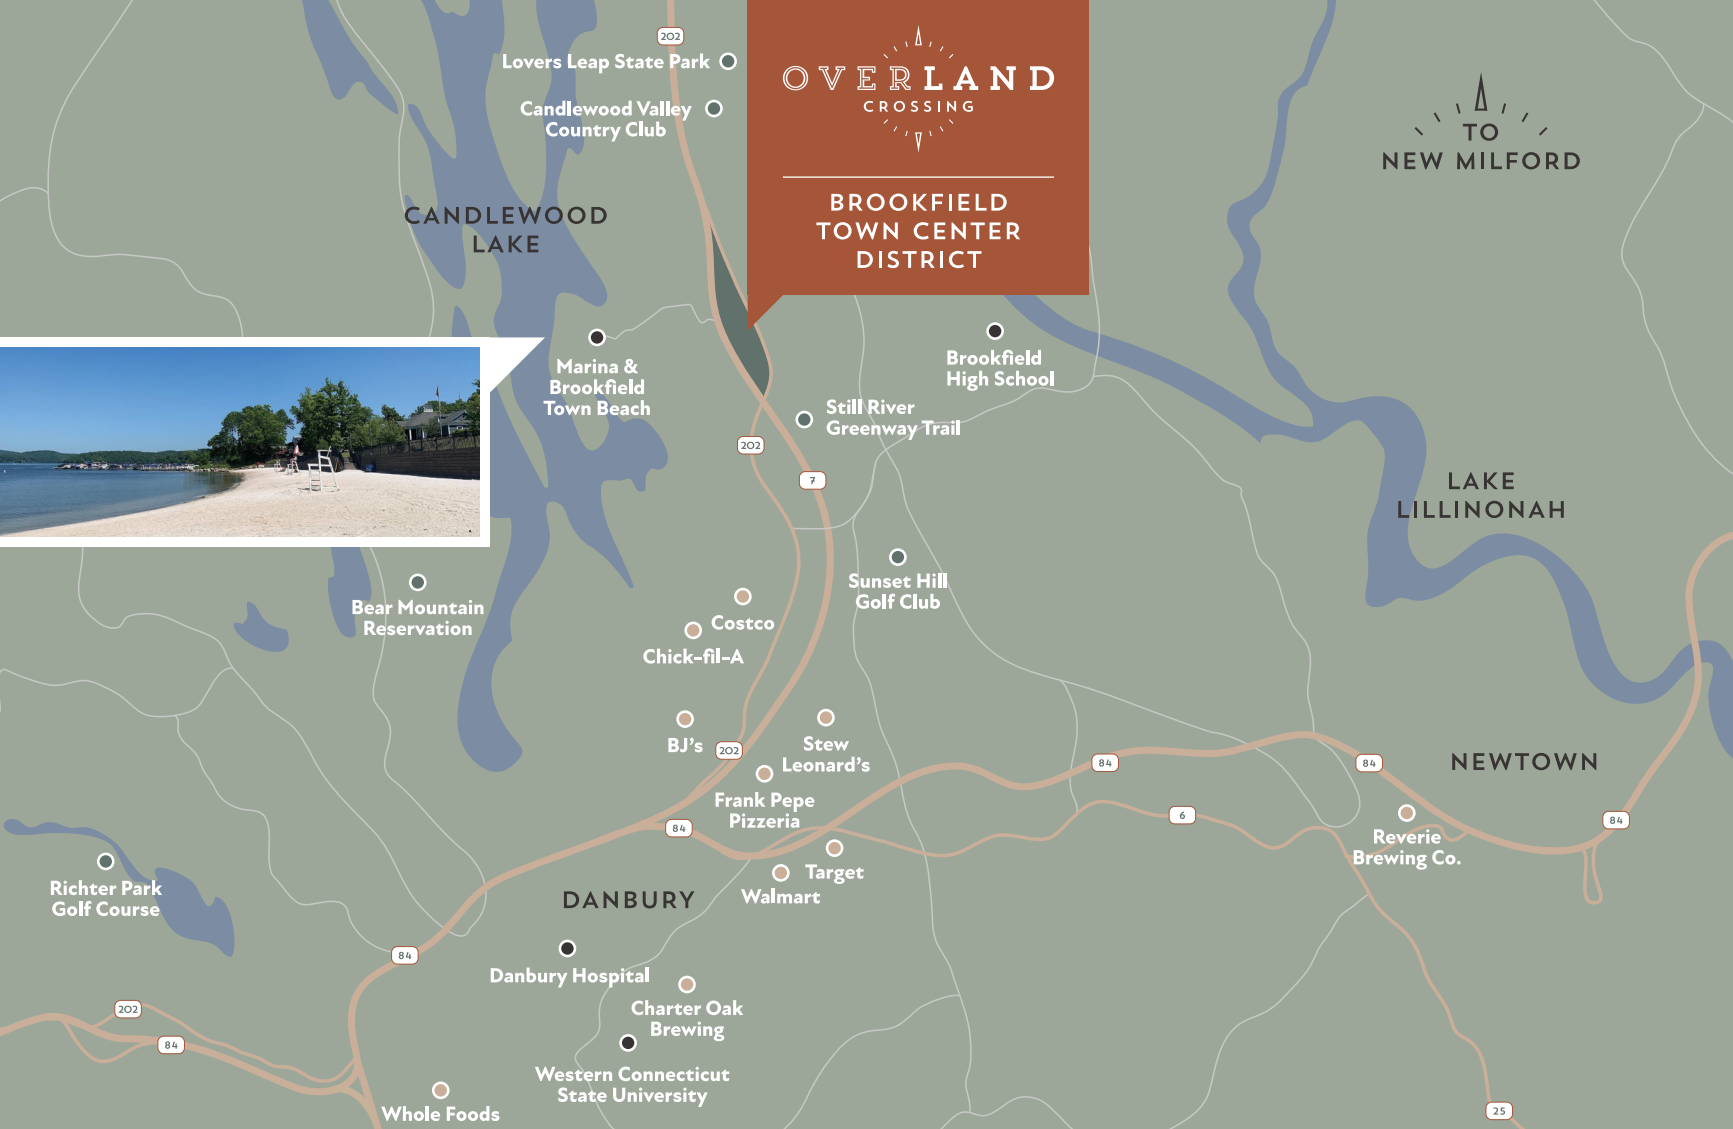 202
Lovers Leap State Park
Candlewood Valley
Country Club
OVERLAND
CROSSING
BROOKFIELD
TOWN CENTER
DISTRICT
TO
NEW MILFORD
CANDLEWOOD
LAKE
Marina &
Brookfield
Town Beach
Brookfield
High School
Still River
Greenway Trail
202
7
LAKE
LILLINONAH
Bear Mountain
Reservation
Sunset Hill
Golf Club
Costco
Chick-fil-A
BJ's
202
Stew
Leonard's
Frank Pepe
Pizzeria
84
84
84
NEWTOWN
6
84
Reverie
Brewing Co.
Target
Walmart
Richter Park
Golf Course
DANBURY
84
Danbury Hospital
Charter Oak
Brewing
202
84
Western Connecticut
State University
Whole Foods
25